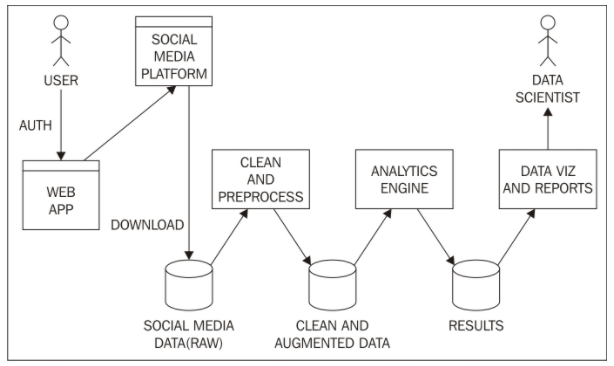 USER
SOCIAL
MEDIA
PLATFORM
DATA
SCIENTIST
AUTH
WEB
APP
DOWNLOAD
CLEAN
AND
PREPROCESS
ANALYTICS
ENGINE
DATA VIZ
AND REPORTS
SOCIAL MEDIA
DATA(RAW)
CLEAN AND
AUGMENTED DATA
RESULTS